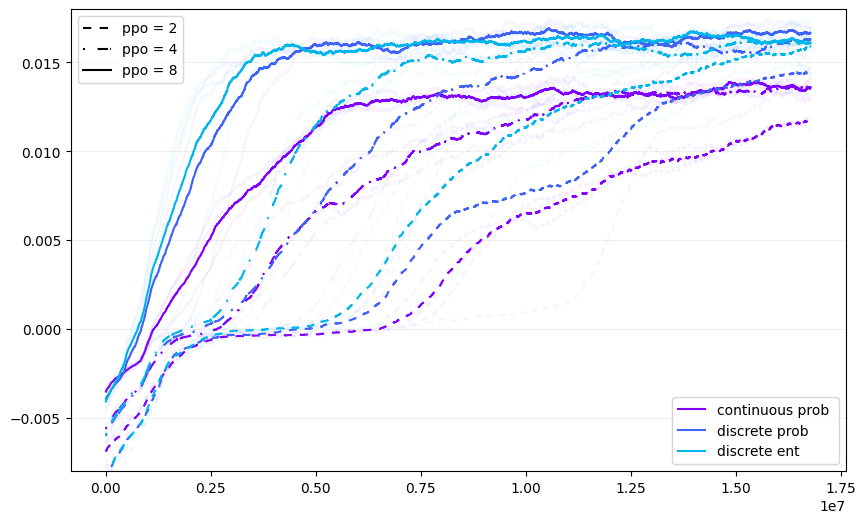 ppo = 2
ppo = 4
ppo = 8
0.015
0.010
0.005
0.000
−0.005
continuous prob
discrete prob
discrete ent
0.00 0.25 0.50 0.75 1.00 1.25 1.50 1.75
1e7